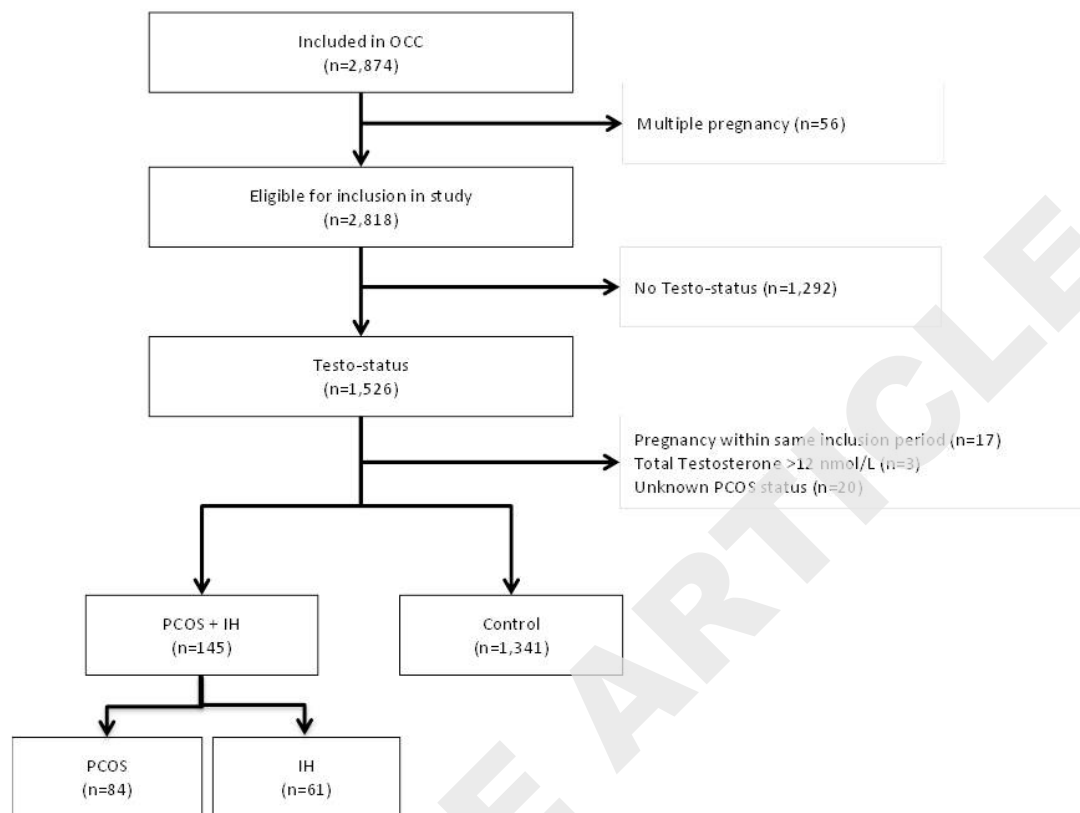 Included in OCC
(n=2,874)
Multiple pregnancy (n=56)
Eligible for inclusion in study
(n=2,818)
No Testo-status (n=1,292)
Testo-status
(n=1,526)
Pregnancy within same inclusion period (n=17)
Total Testosterone >12 nmol/L (n=3)
Unknown PCOS status (n=20)
PCOS + IH
(n=145)
Control
(n=1,341)
PCOS
(n=84)
IH
(n=61)
E ARTICLE